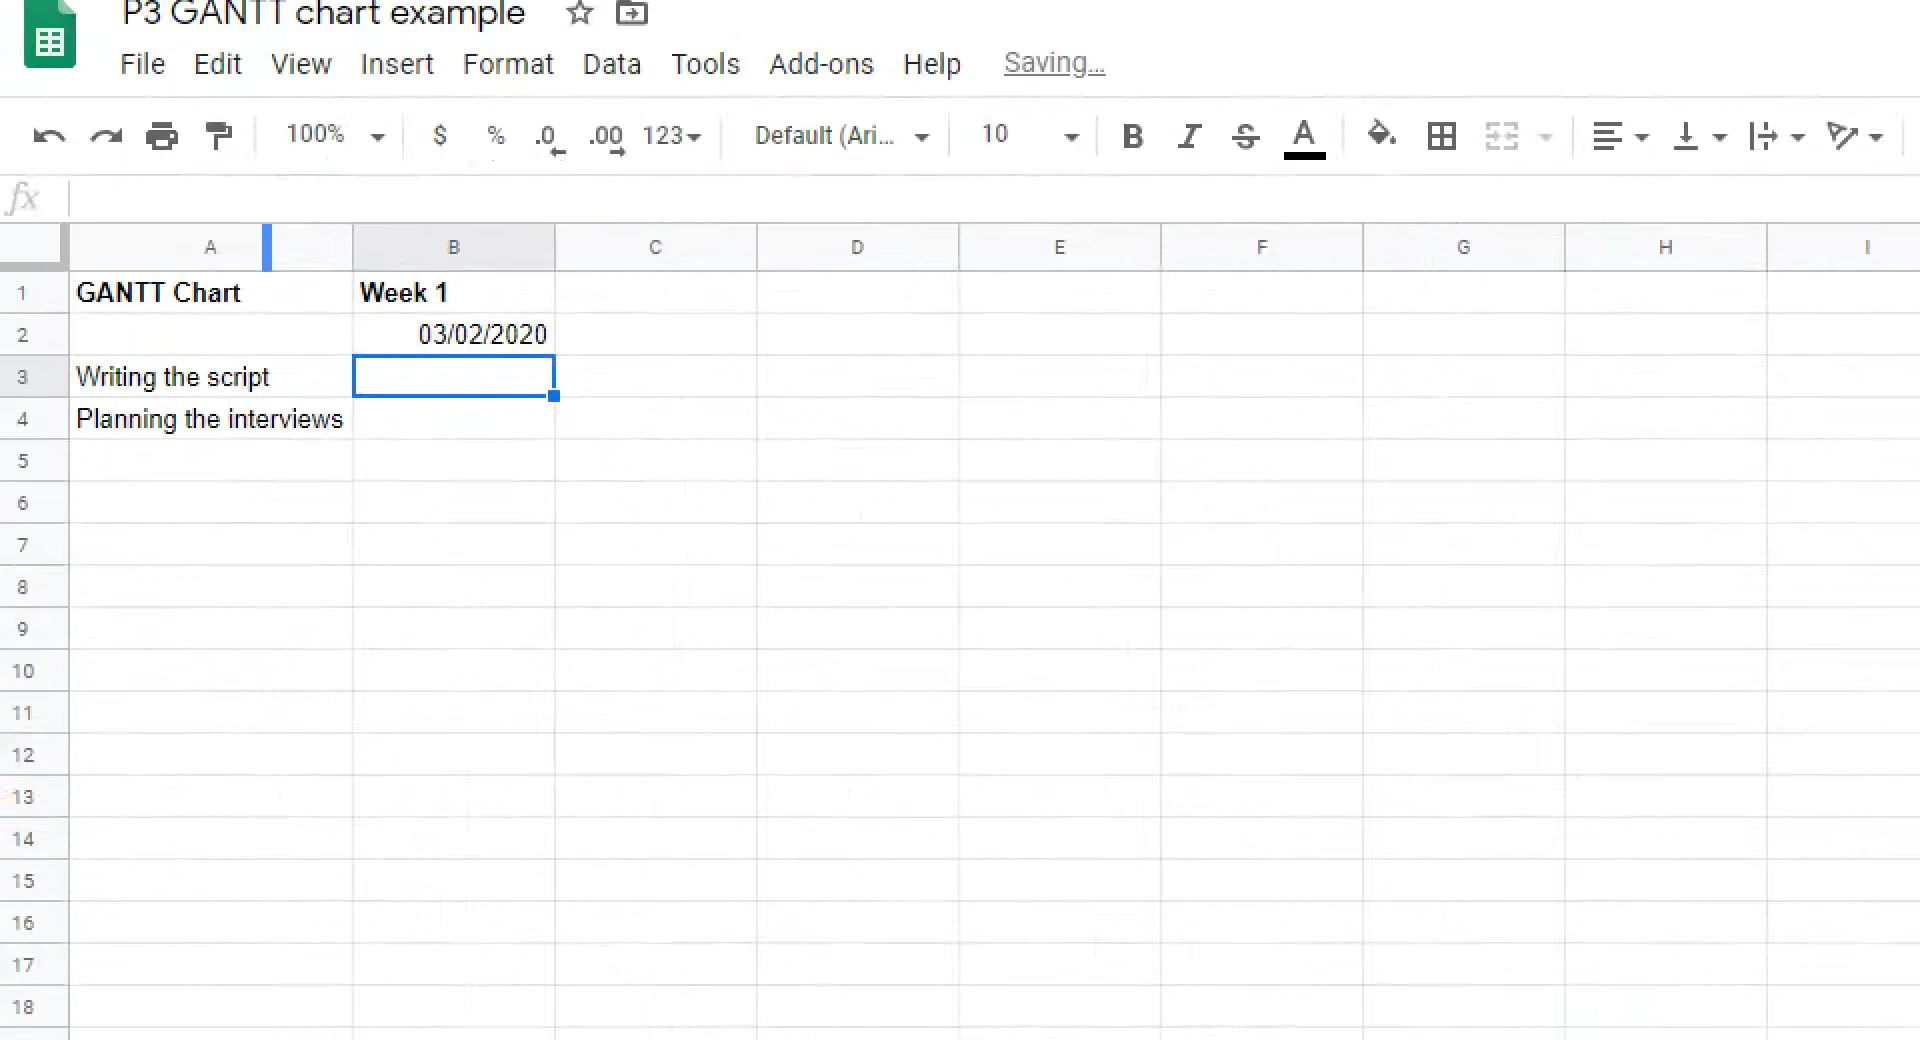 P3 GANTT chart example
File Edit View Insert Format Data Tools Add-ons Help Saving...
100% $ % .0 .00 123 Default (Ari... 10 B I S A
fx
A B C D E F G H I
1 GANTT Chart Week 1
2 03/02/2020
3 Writing the script
4 Planning the interviews
5
6
7
8
9
10
11
12
13
14
15
16
17
18